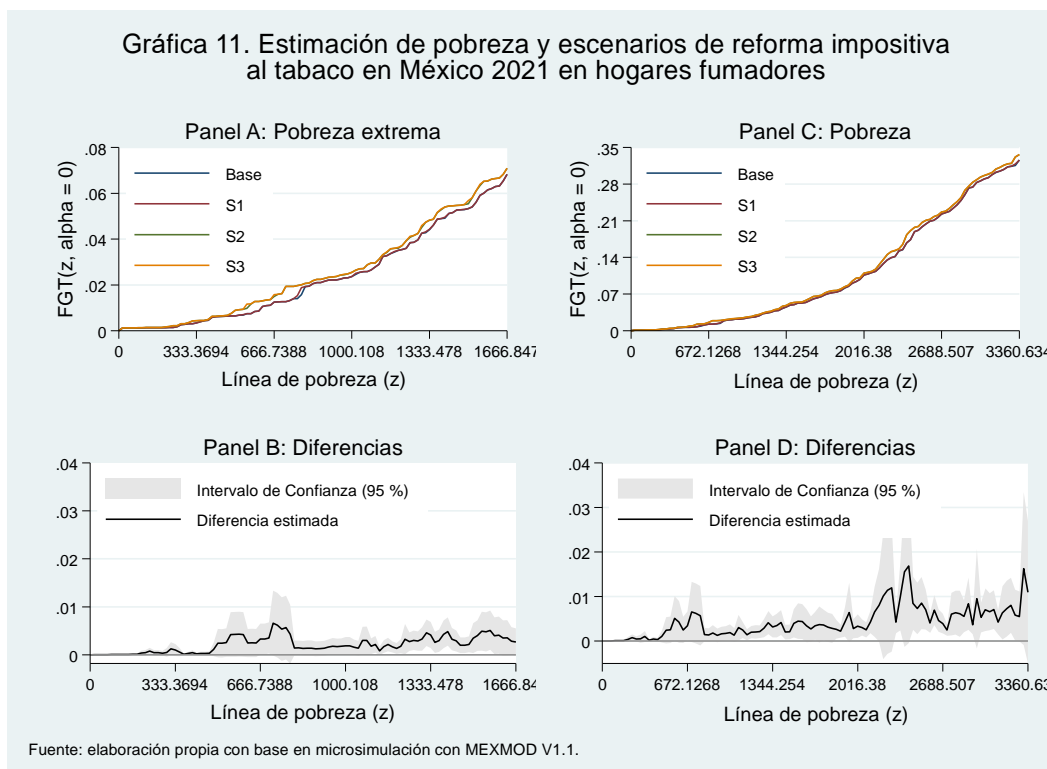 Gráfica 11. Estimación de pobreza y escenarios de reforma impositiva
al tabaco en México 2021 en hogares fumadores
Panel A: Pobreza extrema
FGT(z, alpha = 0)
.08
.06
.04
.02
0
Base
S1
S2
S3
0 333.3694 666.7388 1000.108 1333.478 1666.847
Línea de pobreza (z)
Panel C: Pobreza
FGT(z, alpha = 0)
.35
.28
.21
.14
.07
0
Base
S1
S2
S3
0 672.1268 1344.254 2016.38 2688.507 3360.634
Línea de pobreza (z)
Panel B: Diferencias
.04
.03
.02
.01
0
Intervalo de Confianza (95 %)
Diferencia estimada
0 333.3694 666.7388 1000.108 1333.478 1666.84
Línea de pobreza (z)
Panel D: Diferencias
.04
.03
.02
.01
0
Intervalo de Confianza (95 %)
Diferencia estimada
0 672.1268 1344.254 2016.38 2688.507 3360.63
Línea de pobreza (z)
Fuente: elaboración propia con base en microsimulación con MEXMOD V1.1.